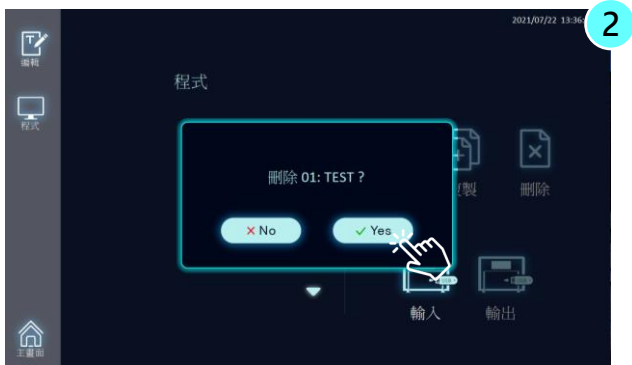 2021/07/22 13:36
2
編輯
程式
程式
刪除 01: TEST ?
No
Yes
製
刪除
輸入
輸出
主畫面